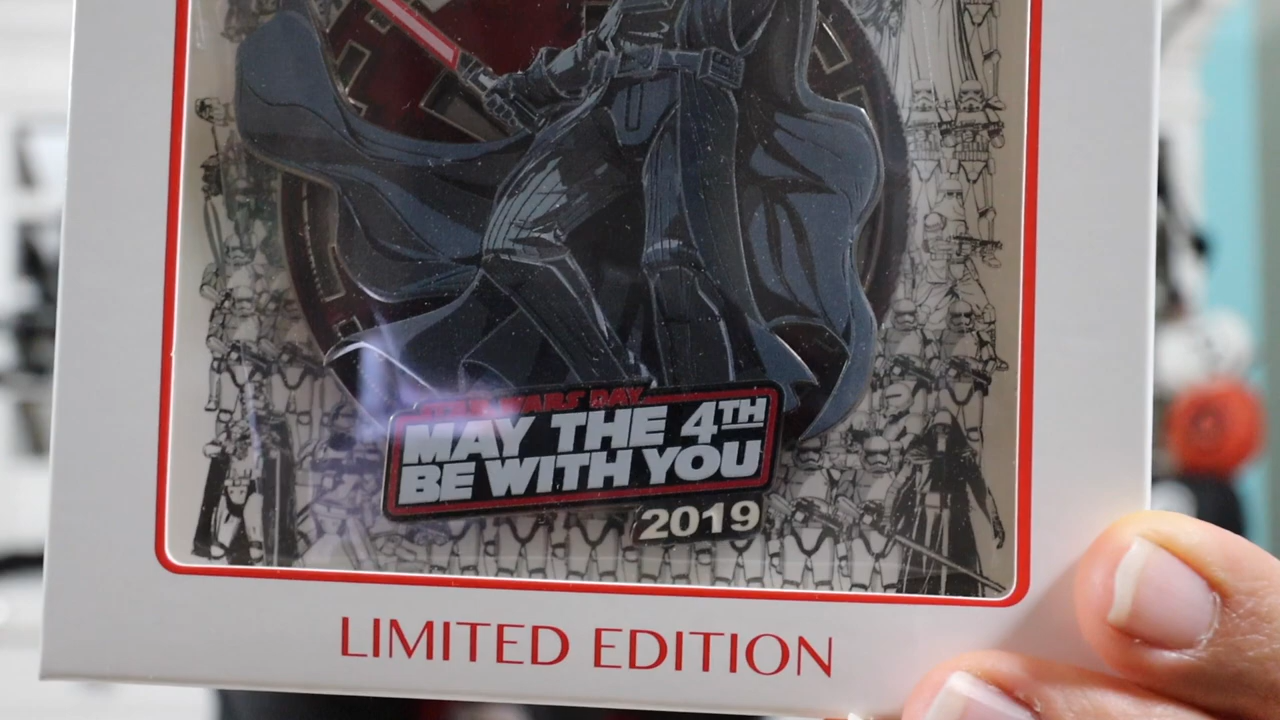 STAR WARS DAY
MAY THE 4TH
BE WITH YOU
2019
LIMITED EDITION